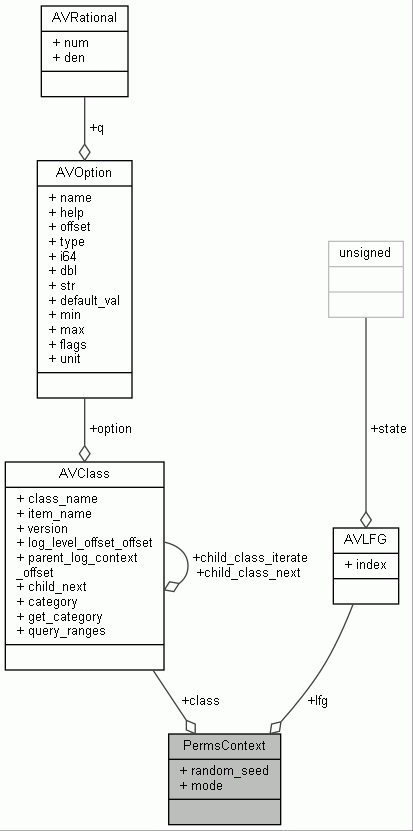 AVRational
+ num
+ den
+q
AVOption
+ name
+ help
+ offset
+ type
+ i64
+ dbl
+ str
+ default_val
+ min
+ max
+ flags
+ unit
unsigned
+option
+state
AVClass
+ class_name
+ item_name
+ version
+ log_level_offset_offset
+ parent_log_context
_offset
+ child_next
+ category
+ get_category
+ query_ranges
+child_class_iterate
+child_class_next
AVLFG
+ index
+class
+lfg
PermsContext
+ random_seed
+ mode